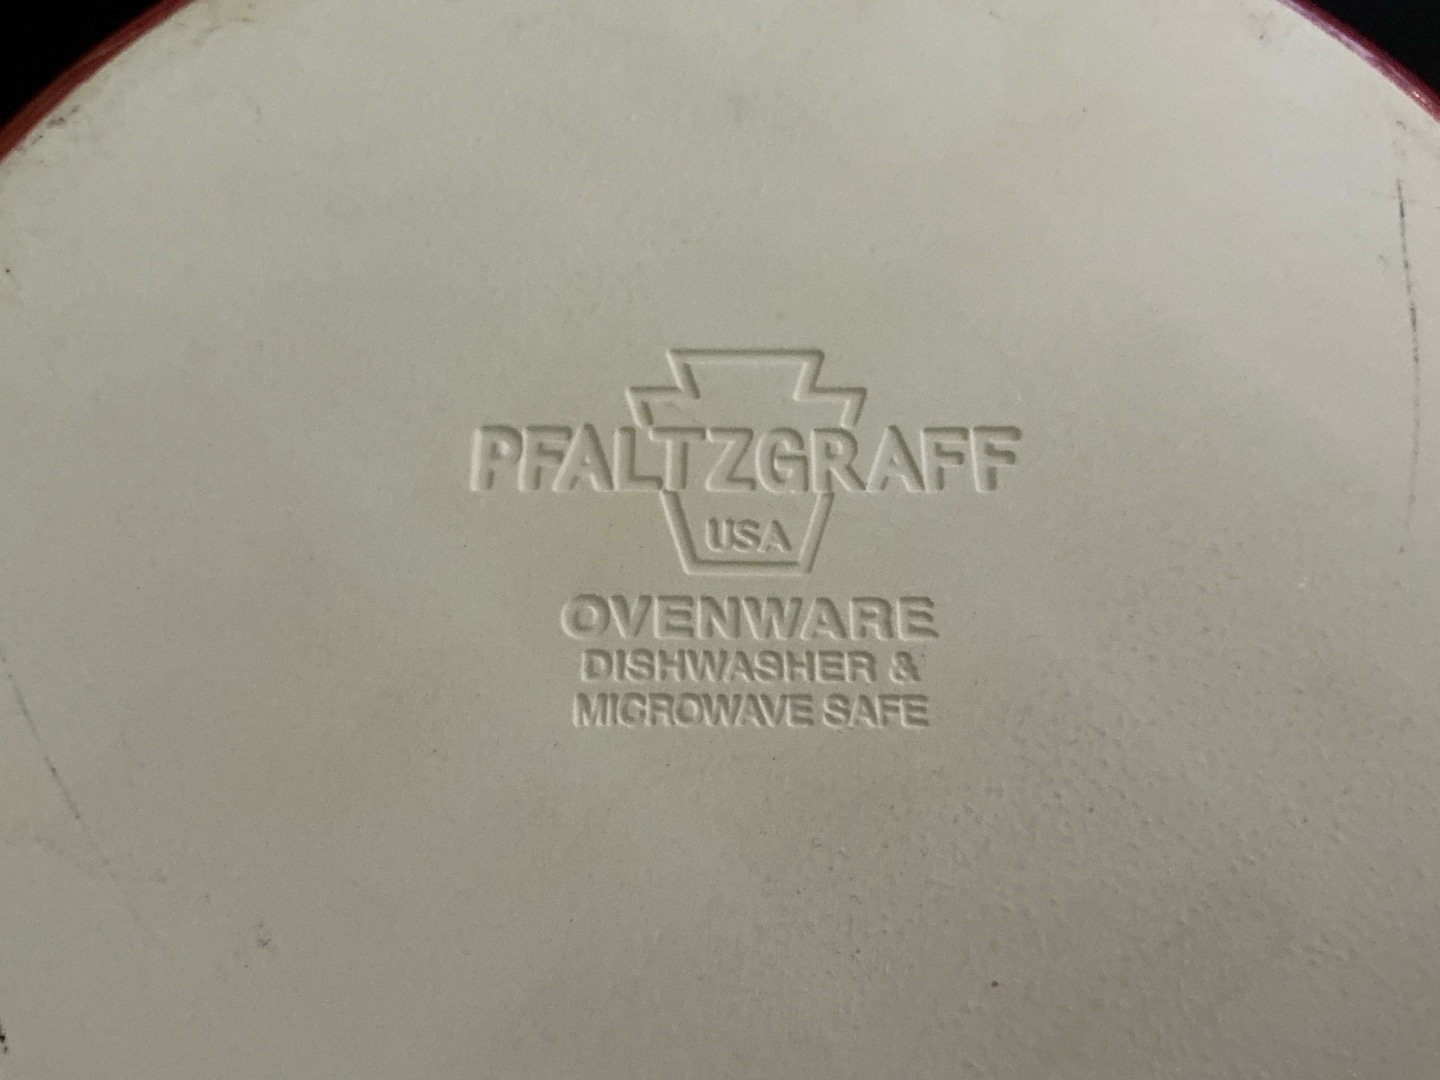 PFALTZGRAFF
USA
OVENWARE
DISHWASHER &
MICROWAVE SAFE